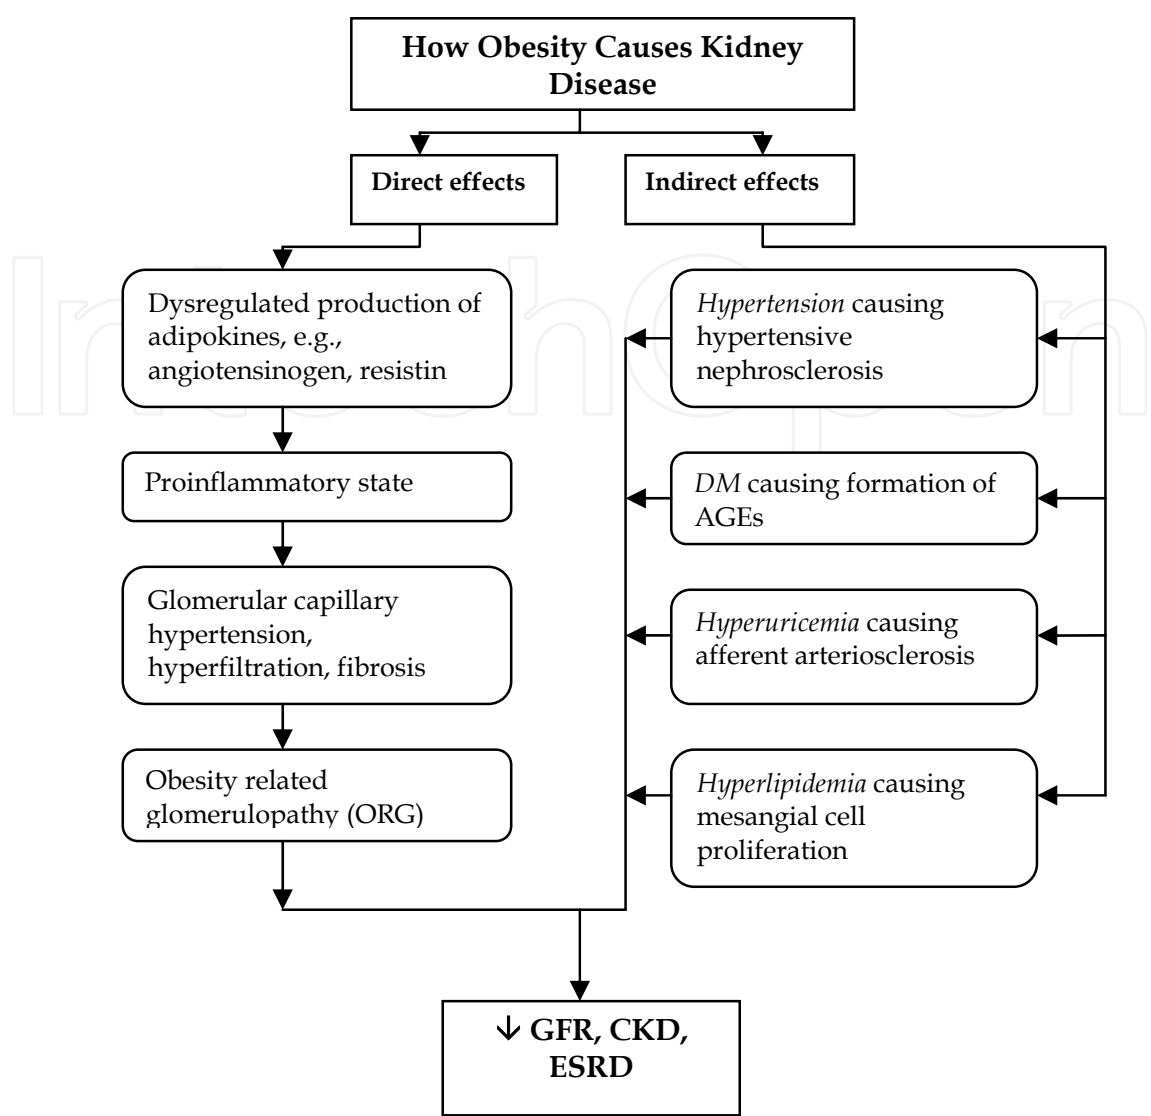 How Obesity Causes Kidney
Disease
Direct effects
Indirect effects
Dysregulated production of
adipokines, e.g.,
angiotensinogen, resistin
Proinflammatory state
Glomerular capillary
hypertension,
hyperfiltration, fibrosis
Obesity related
glomerulopathy (ORG)
Hypertension causing
hypertensive
nephrosclerosis
DM causing formation of
AGEs
Hyperuricemia causing
afferent arteriosclerosis
Hyperlipidemia causing
mesangial cell
proliferation
↓ GFR, CKD,
ESRD
IntechOpen